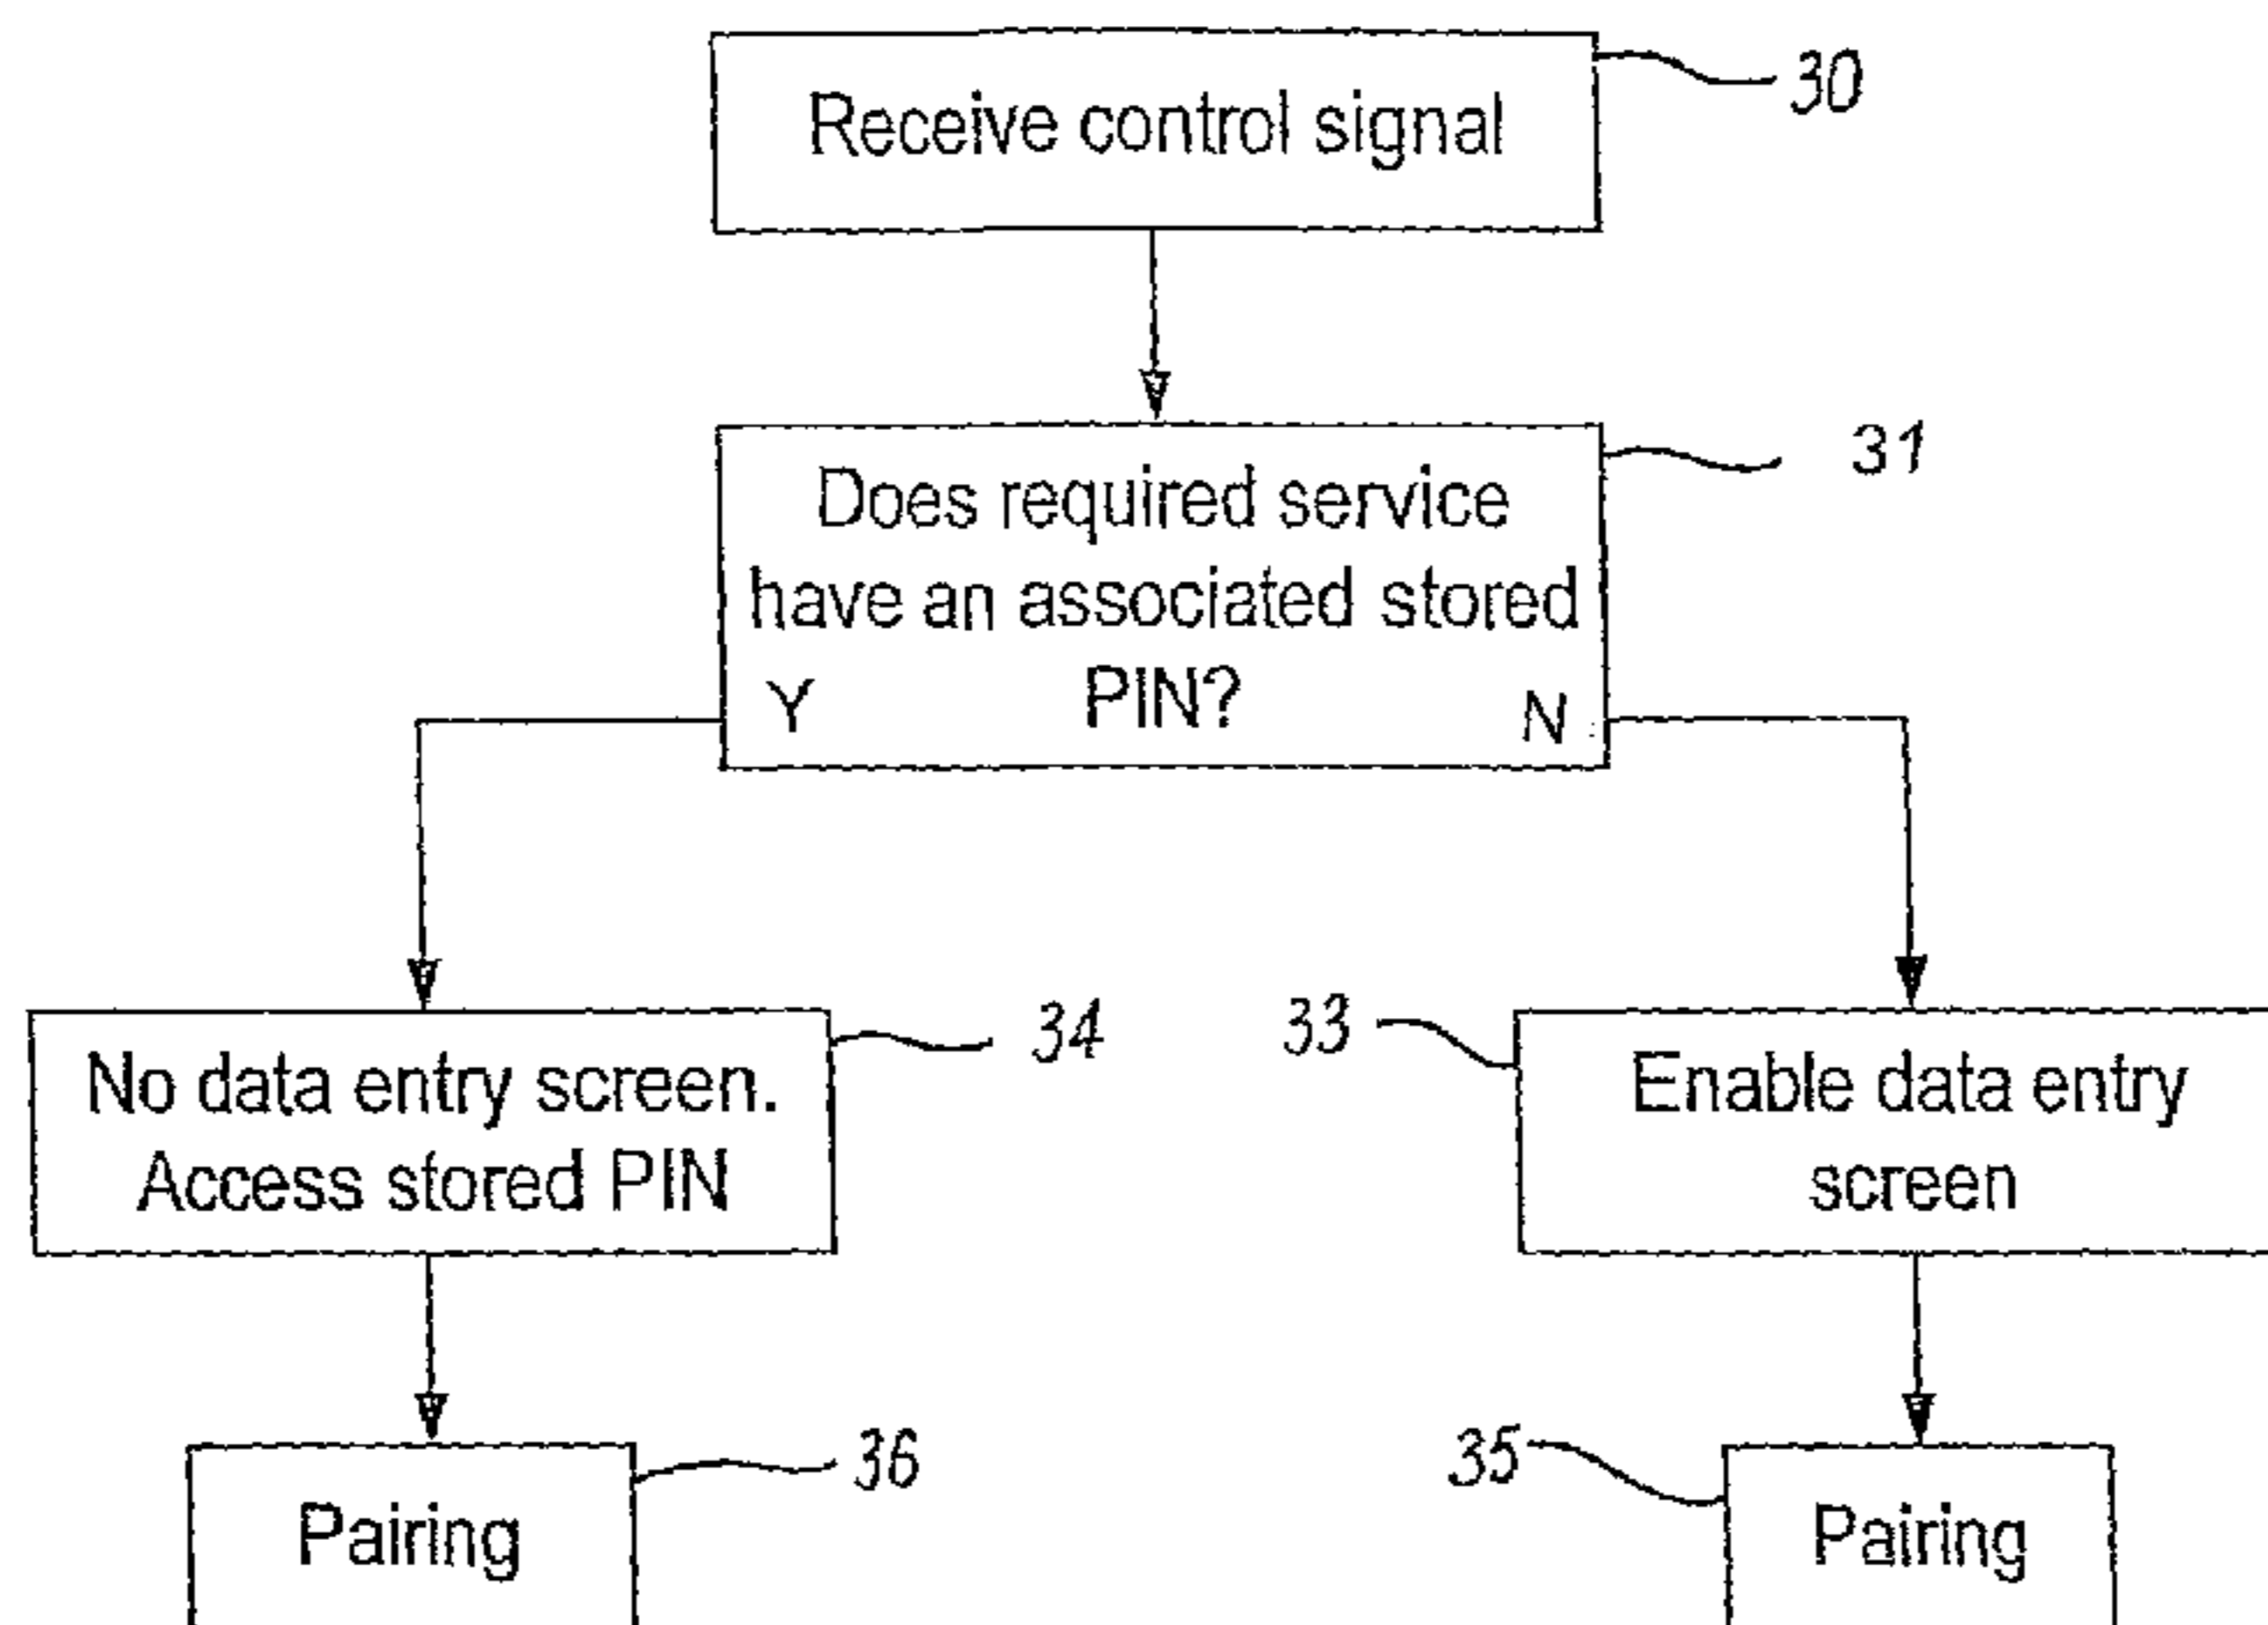 Receive control signal
30
Does required service
have an associated stored
PIN?
Y
N
31
No data entry screen.
Access stored PIN
34
33
Enable data entry
screen
Pairing
36
35
Pairing